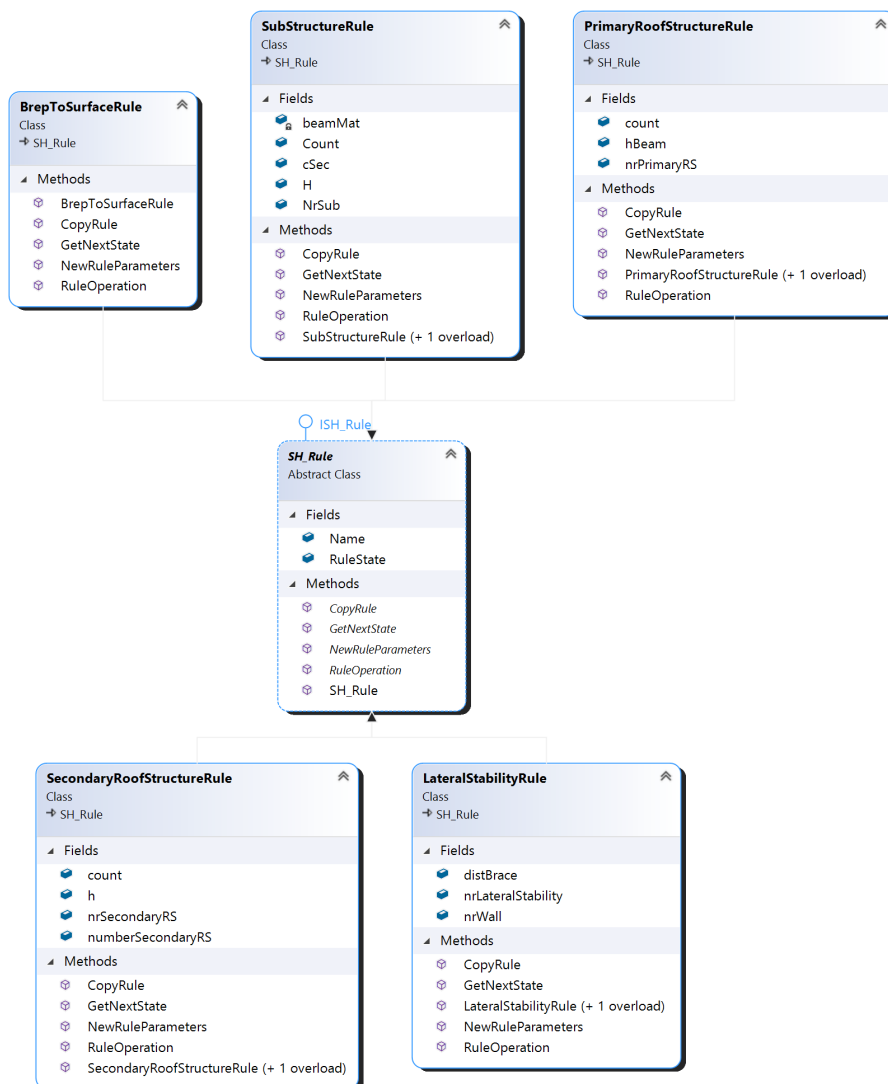 SubStructureRule
Class
SH_Rule
Fields
beamMat
Count
cSec
H
NrSub
Methods
CopyRule
GetNextState
NewRuleParameters
RuleOperation
SubStructureRule (+ 1 overload)
PrimaryRoofStructureRule
Class
SH_Rule
Fields
count
hBeam
nrPrimaryRS
Methods
CopyRule
GetNextState
NewRuleParameters
PrimaryRoofStructureRule (+ 1 overload)
RuleOperation
BrepToSurfaceRule
Class
SH_Rule
Methods
BrepToSurfaceRule
CopyRule
GetNextState
NewRuleParameters
RuleOperation
ISH_Rule
SH_Rule
Abstract Class
Fields
Name
RuleState
Methods
CopyRule
GetNextState
NewRuleParameters
RuleOperation
SH_Rule
SecondaryRoofStructureRule
Class
SH_Rule
Fields
count
h
nrSecondaryRS
numberSecondaryRS
Methods
CopyRule
GetNextState
NewRuleParameters
RuleOperation
SecondaryRoofStructureRule (+ 1 overload)
LateralStabilityRule
Class
SH_Rule
Fields
distBrace
nrLateralStability
nrWall
Methods
CopyRule
GetNextState
LateralStabilityRule (+ 1 overload)
NewRuleParameters
RuleOperation